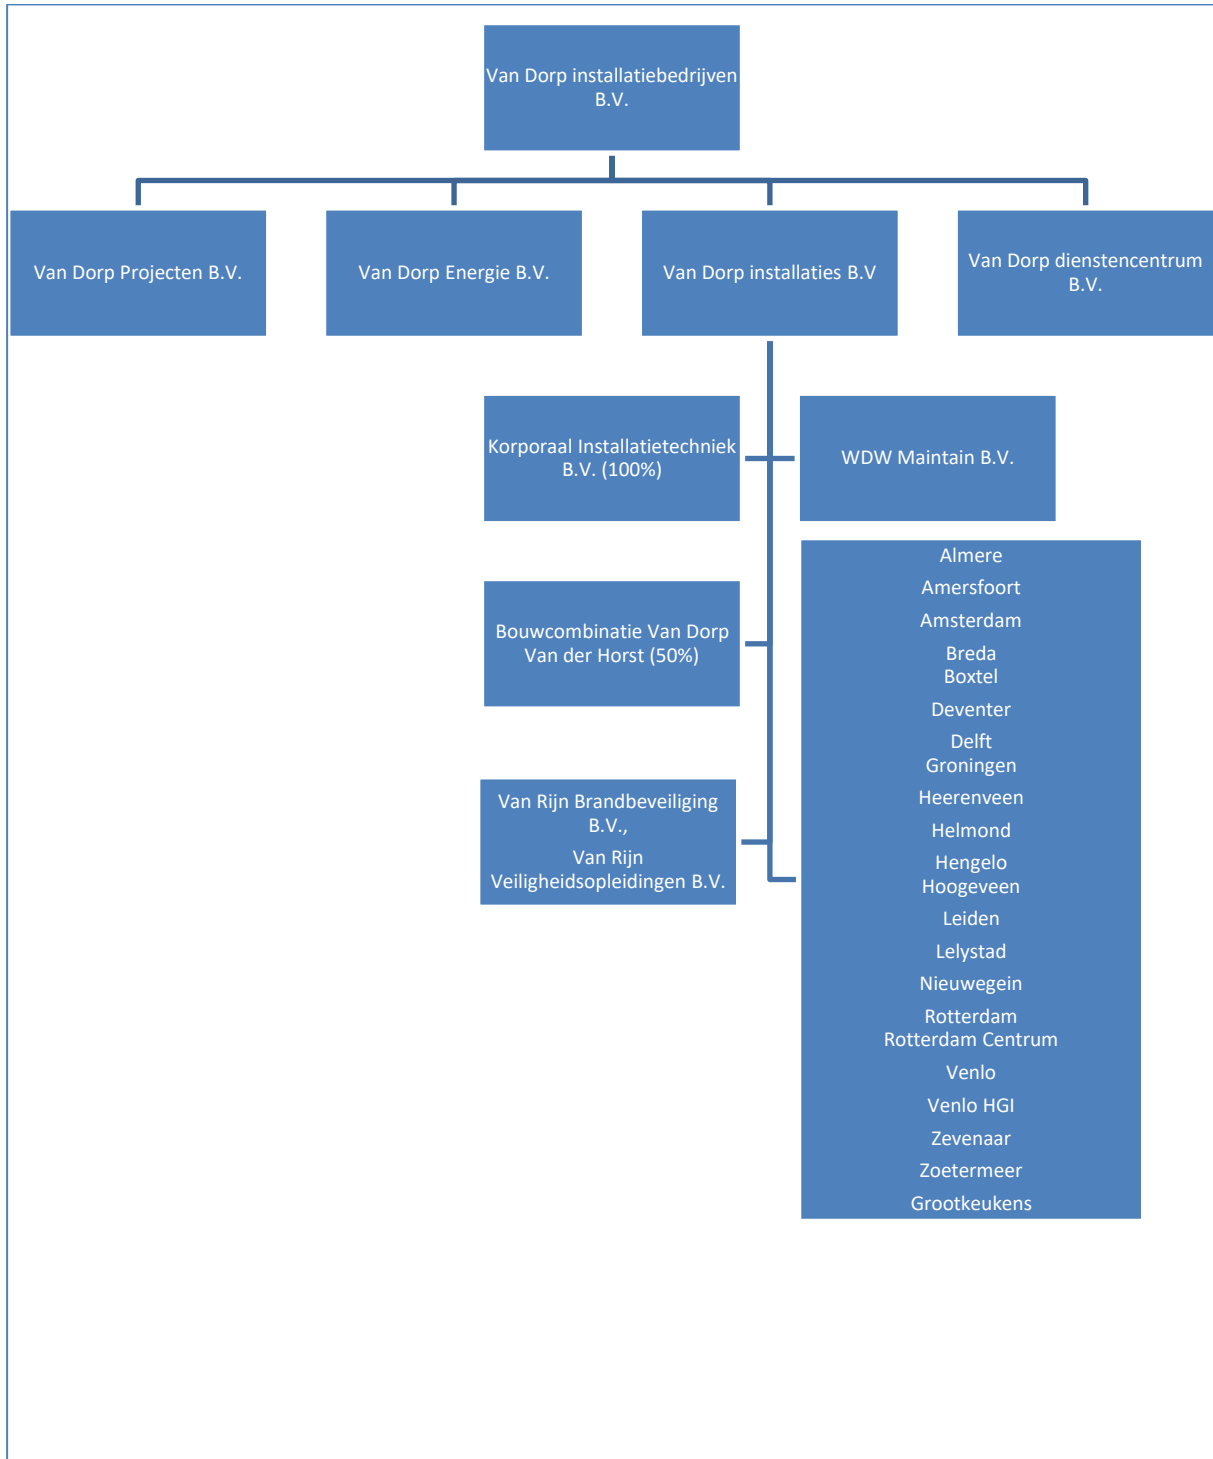 Van Dorp installatiebedrijven
B.V.
Van Dorp Projecten B.V.
Van Dorp Energie B.V.
Van Dorp installaties B.V
Van Dorp dienstencentrum
B.V.
Korporaal Installatietechniek
B.V. (100%)
WDW Maintain B.V.
Bouwcombinatie Van Dorp
Van der Horst (50%)
Van Rijn Brandbeveiliging
B.V.,
Van Rijn
Veiligheidsopleidingen B.V.
Almere
Amersfoort
Amsterdam
Breda
Boxtel
Deventer
Delft
Groningen
Heerenveen
Helmond
Hengelo
Hoogeveen
Leiden
Lelystad
Nieuwegein
Rotterdam
Rotterdam Centrum
Venlo
Venlo HGI
Zevenaar
Zoetermeer
Grootkeukens